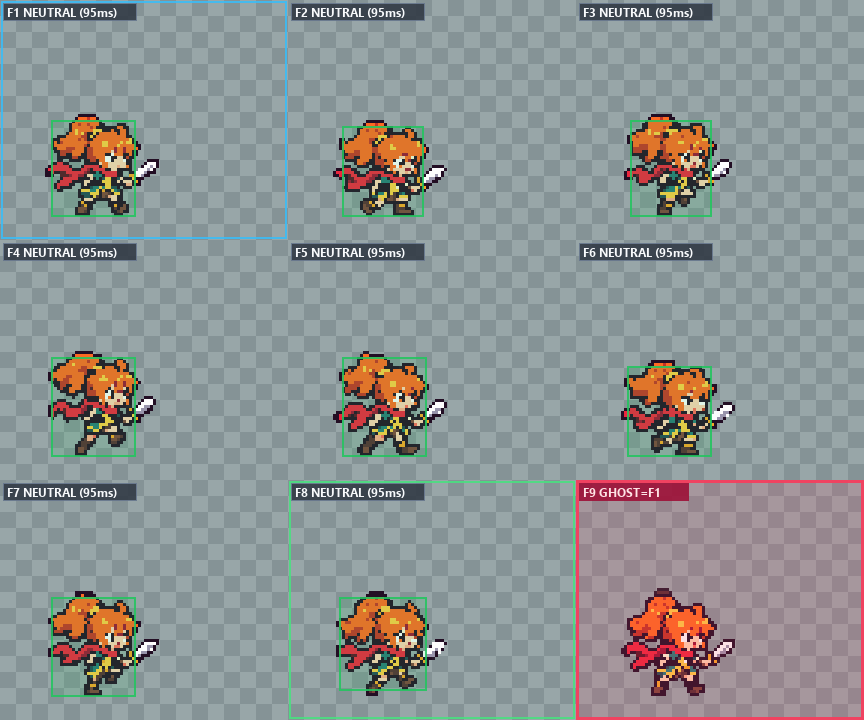 F1 NEUTRAL (95ms)
F2 NEUTRAL (95ms)
F3 NEUTRAL (95ms)
F4 NEUTRAL (95ms)
F5 NEUTRAL (95ms)
F6 NEUTRAL (95ms)
F7 NEUTRAL (95ms)
F8 NEUTRAL (95ms)
F9 GHOST=F1